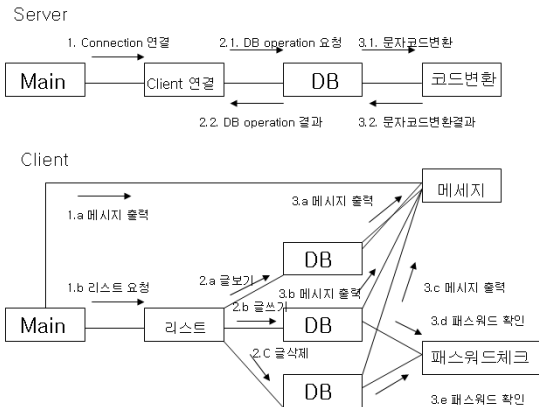 Server
1. Connection 연결
2.1. DB operation 요청
3.1. 문자코드변환
Main
Client 연결
DB
코드변환
2.2. DB operation 결과
3.2. 문자코드변환결과
Client
메세지
1.a 메시지 출력
3.a 메시지 출력
DB
2.a 글보기
1.b 리스트 요청
3.b 메시지 출력
3.c 메시지 출력
2.b 글쓰기
Main
리스트
DB
3.d 패스워드 확인
2.C 글삭제
패스워드체크
DB
3.e 패스워드 확인